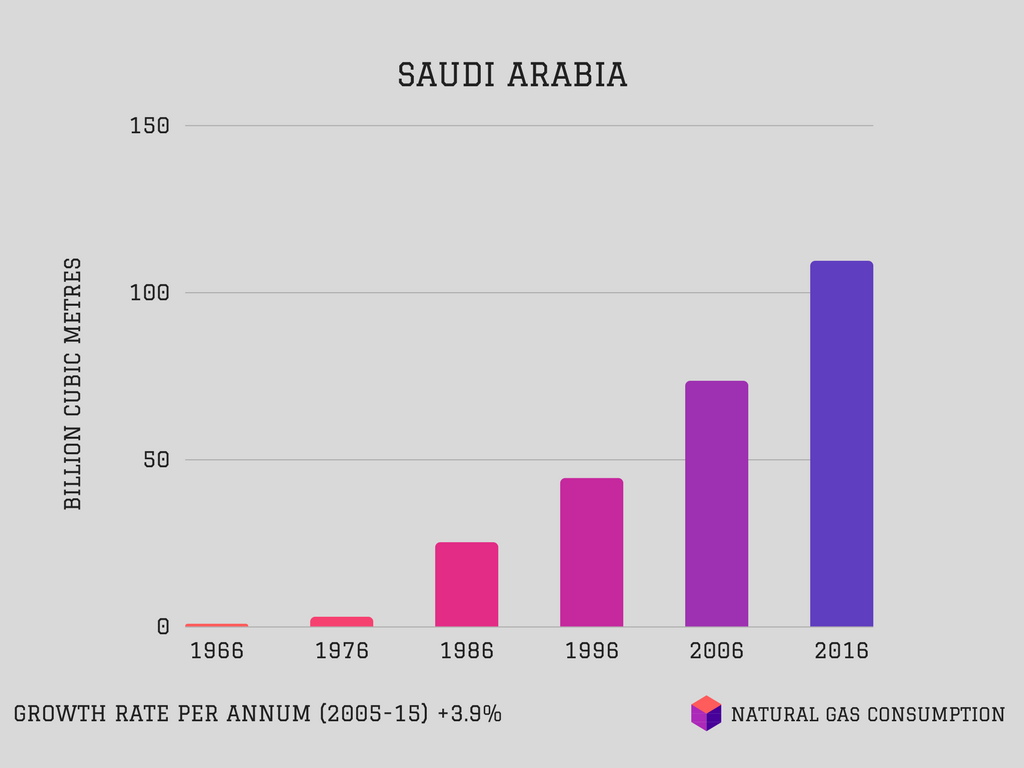 SAUDI ARABIA
150
100
50
0
BILLION CUBIC METRES
1966 1976 1986 1996 2006 2016
GROWTH RATE PER ANNUM (2005-15) +3.9%
NATURAL GAS CONSUMPTION